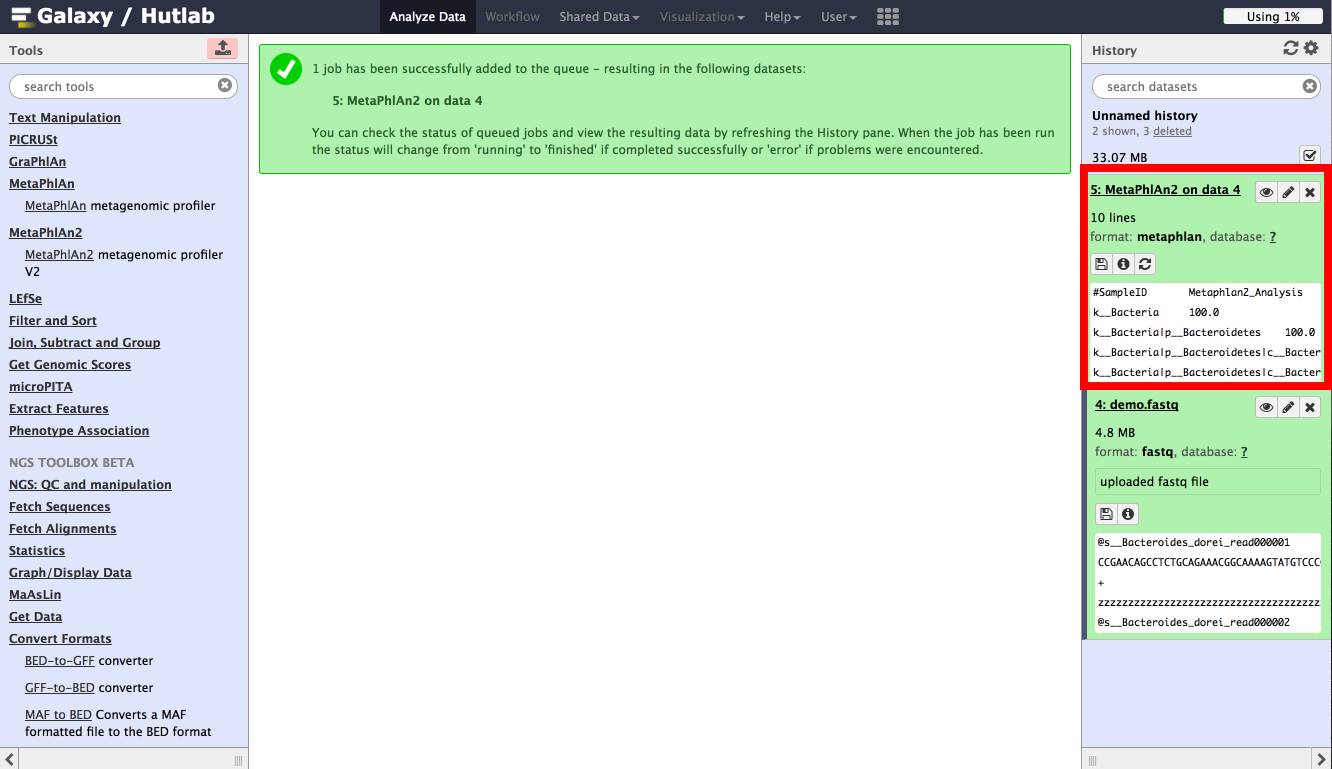 Galaxy / Hutlab
Analyze Data
Workflow
Shared Data
Visualization
Help
User
Using 1%
Tools
search tools
Text Manipulation
PICRUSt
GraPhlAn
MetaPhlAn
MetaPhlAn metagenomic profiler
MetaPhlAn2
MetaPhlAn2 metagenomic profiler
V2
LEfSe
Filter and Sort
Join, Subtract and Group
Get Genomic Scores
microPITA
Extract Features
Phenotype Association
NGS TOOLBOX BETA
NGS: QC and manipulation
Fetch Sequences
Fetch Alignments
Statistics
Graph/Display Data
MaAsLin
Get Data
Convert Formats
BED-to-GFF converter
GFF-to-BED converter
MAF to BED Converts a MAF
formatted file to the BED format
1 job has been successfully added to the queue - resulting in the following datasets:
5: MetaPhlAn2 on data 4
You can check the status of queued jobs and view the resulting data by refreshing the History pane. When the job has been run
the status will change from 'running' to 'finished' if completed successfully or 'error' if problems were encountered.
History
search datasets
Unnamed history
2 shown, 3 deleted
33.07 MB
5: MetaPhlAn2 on data 4
10 lines
format: metaphlan, database: ?
#SampleID Metaphlan2_Analysis
k__Bacteria 100.0
k__Bacteria|p__Bacteroidetes 100.0
k__Bacteria|p__Bacteroidetes|c__Bacter
k__Bacteria|p__Bacteroidetes|c__Bacter
4: demo.fastq
4.8 MB
format: fastq, database: ?
uploaded fastq file
@s__Bacteroides_dorei_read000001
CCGAACAGCCTCTGCAGAAACGGCAAAAGTATGTCCC
+
zzzzzzzzzzzzzzzzzzzzzzzzzzzzzzzzzzzzz
@s__Bacteroides_dorei_read000002